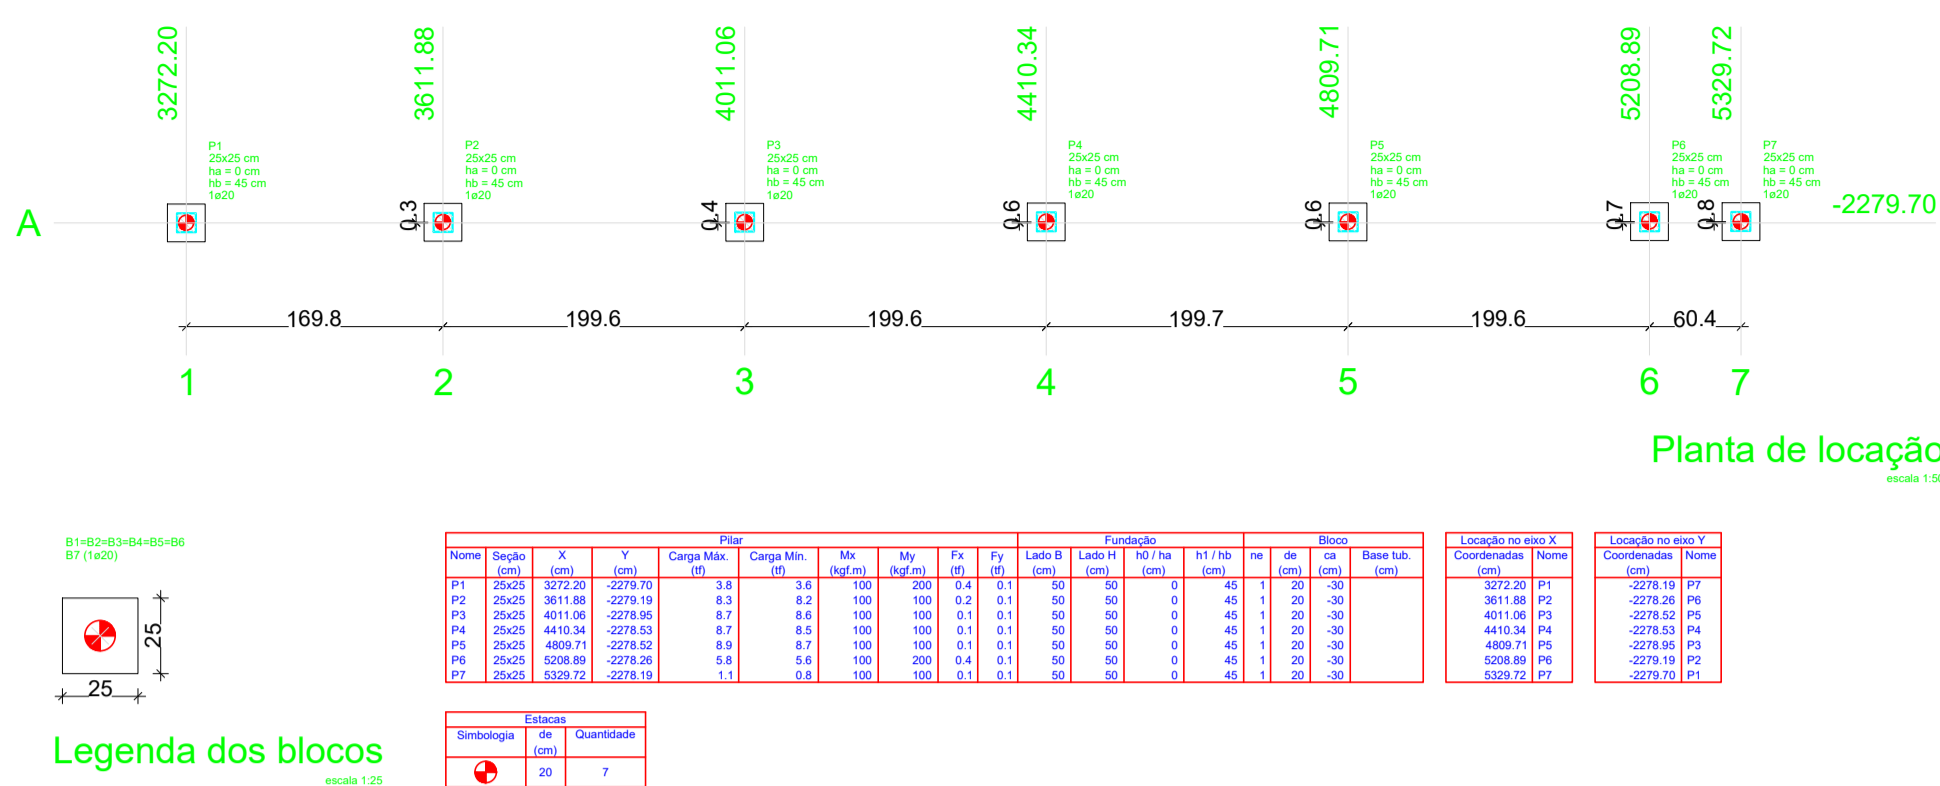 3272.20 3611.88 4011.06 4410.34 4809.71 5208.89 5329.72
P1 P2 P3 P4 P5 P6 P7
25x25 cm 25x25 cm 25x25 cm 25x25 cm 25x25 cm 25x25 cm 25x25 cm
ha = 0 cm ha = 0 cm ha = 0 cm ha = 0 cm ha = 0 cm ha = 0 cm ha = 0 cm
hb = 45 cm hb = 45 cm hb = 45 cm hb = 45 cm hb = 45 cm hb = 45 cm hb = 45 cm
1ø20 1ø20 1ø20 1ø20 1ø20 1ø20 1ø20
A 0.3 0.4 0.6 0.6 0.7 0.8 -2279.70
169.8 199.6 199.6 199.7 199.6 60.4
1 2 3 4 5 6 7
Planta de locação
escala 1:50
B1=B2=B3=B4=B5=B6
B7 (1ø20)
25
25
Legenda dos blocos
escala 1:25
Pilar Fundação Bloco
Nome Seção X Y Carga Máx. Carga Mín. Mx My Fx Fy Lado B Lado H h0 / ha h1 / hb ne de ca Base tub.
(cm) (cm) (cm) (tf) (tf) (kgf.m) (kgf.m) (tf) (tf) (cm) (cm) (cm) (cm) (cm) (cm) (cm)
P1 25x25 3272.20 -2279.70 3.8 3.6 100 200 0.4 0.1 50 50 0 45 1 20 -30
P2 25x25 3611.88 -2279.19 8.3 8.2 100 100 0.2 0.1 50 50 0 45 1 20 -30
P3 25x25 4011.06 -2278.95 8.7 8.6 100 100 0.1 0.1 50 50 0 45 1 20 -30
P4 25x25 4410.34 -2278.53 8.7 8.5 100 100 0.1 0.1 50 50 0 45 1 20 -30
P5 25x25 4809.71 -2278.52 8.9 8.7 100 100 0.1 0.1 50 50 0 45 1 20 -30
P6 25x25 5208.89 -2278.26 5.8 5.6 100 200 0.4 0.1 50 50 0 45 1 20 -30
P7 25x25 5329.72 -2278.19 1.1 0.8 100 100 0.1 0.1 50 50 0 45 1 20 -30
Locação no eixo X
Coordenadas Nome
(cm)
3272.20 P1
3611.88 P2
4011.06 P3
4410.34 P4
4809.71 P5
5208.89 P6
5329.72 P7
Locação no eixo Y
Coordenadas Nome
(cm)
-2278.19 P7
-2278.26 P6
-2278.52 P5
-2278.53 P4
-2278.95 P3
-2279.19 P2
-2279.70 P1
Estacas
Simbologia de Quantidade
(cm)
20 7